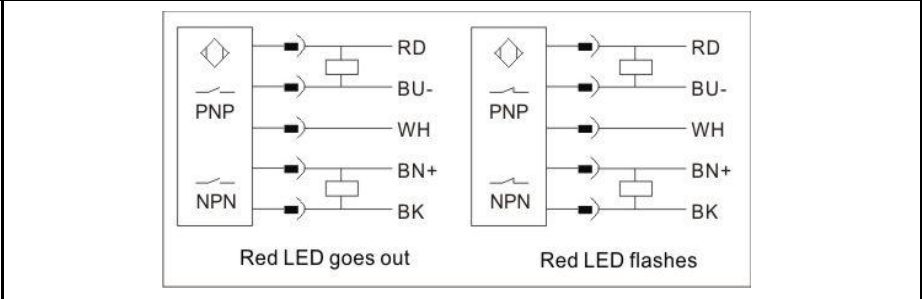 RD RD
BU- BU-
PNP PNP
WH WH
BN+ BN+
NPN NPN
BK BK
Red LED goes out Red LED flashes